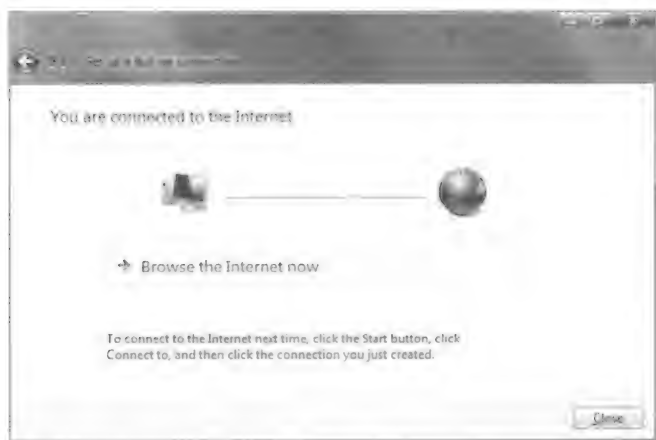 You are connected to the Internet
Browse the Internet now
To connect to the Internet next time, click the Start button, click
Connect to, and then click the connection you just created.
Close